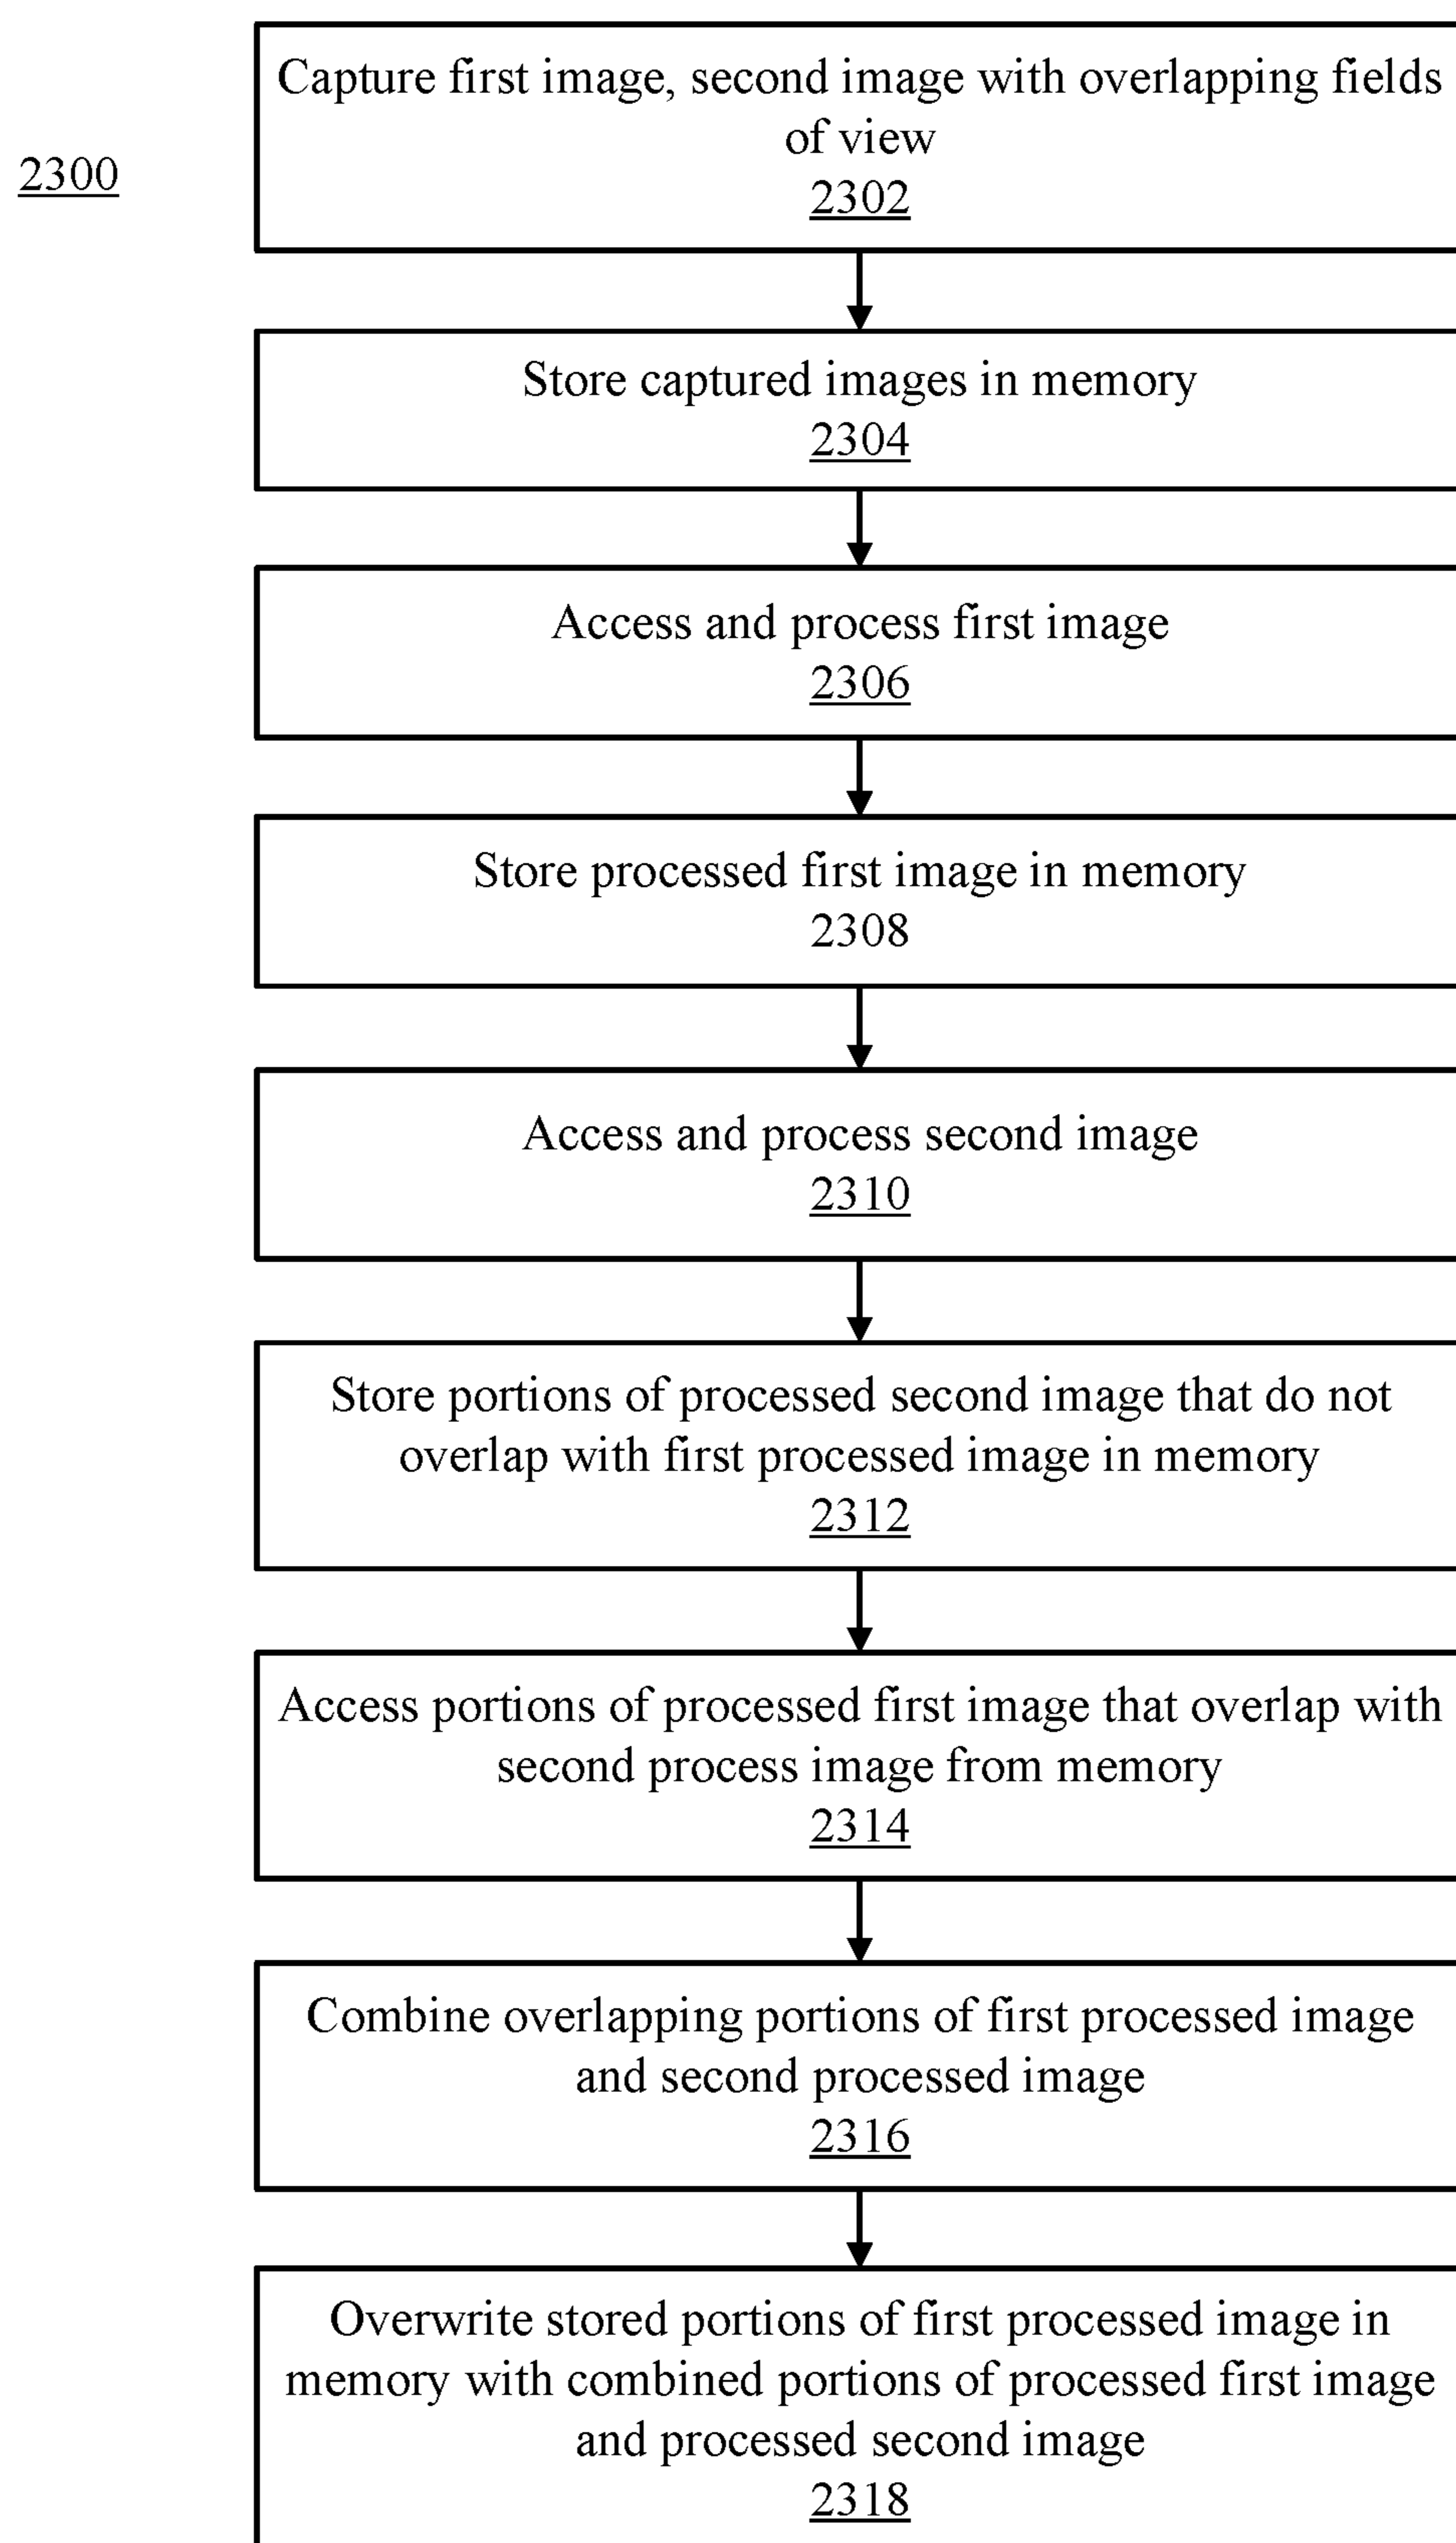 Capture first image, second image with overlapping fields
of view
2302
2300
Store captured images in memory
2304
Access and process first image
2306
Store processed first image in memory
2308
Access and process second image
2310
Store portions of processed second image that do not
overlap with first processed image in memory
2312
Access portions of processed first image that overlap with
second process image from memory
2314
Combine overlapping portions of first processed image
and second processed image
2316
Overwrite stored portions of first processed image in
memory with combined portions of processed first image
and processed second image
2318